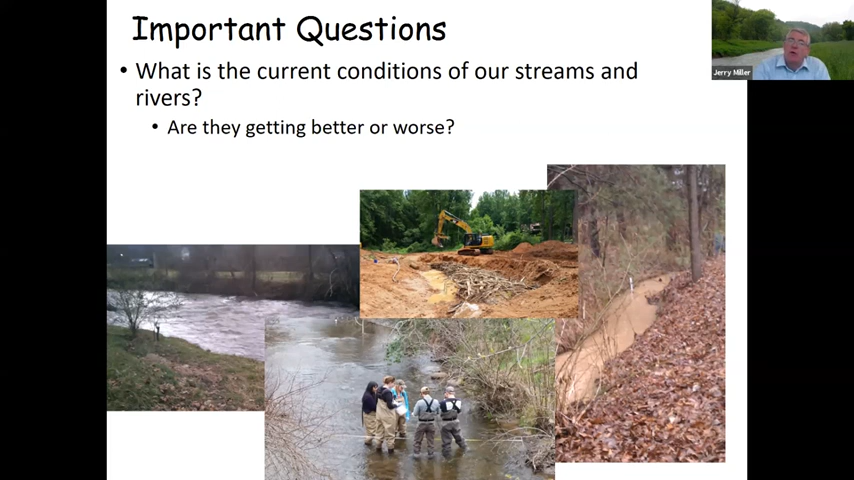 Important Questions
• What is the current conditions of our streams and
rivers?
• Are they getting better or worse?
Jerry Miller